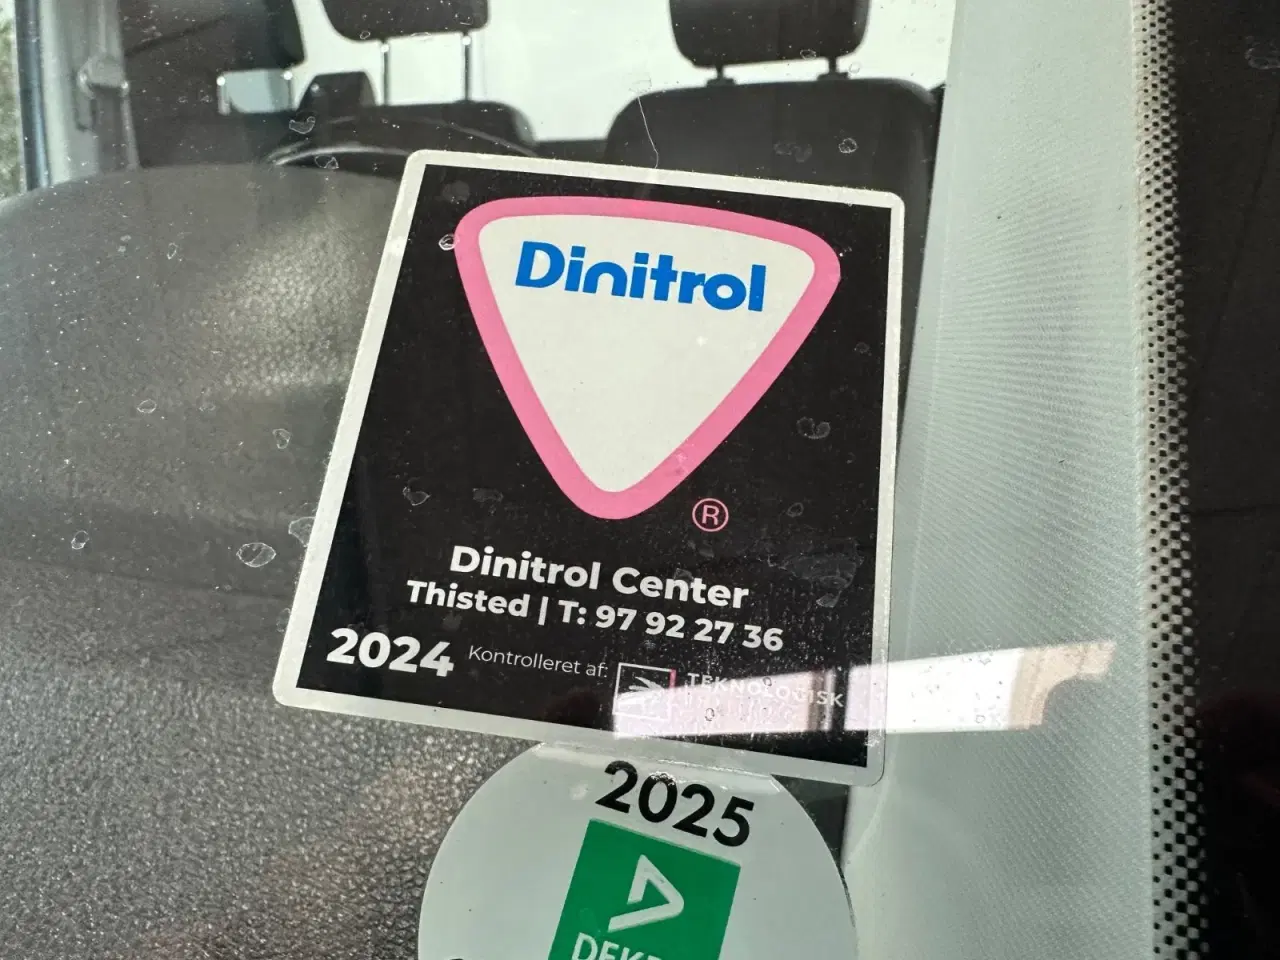 Dinitrol
®
Dinitrol Center
Thisted | T: 97 92 27 36
2024 Kontrolleret af: TEKNOLOGISK
2025